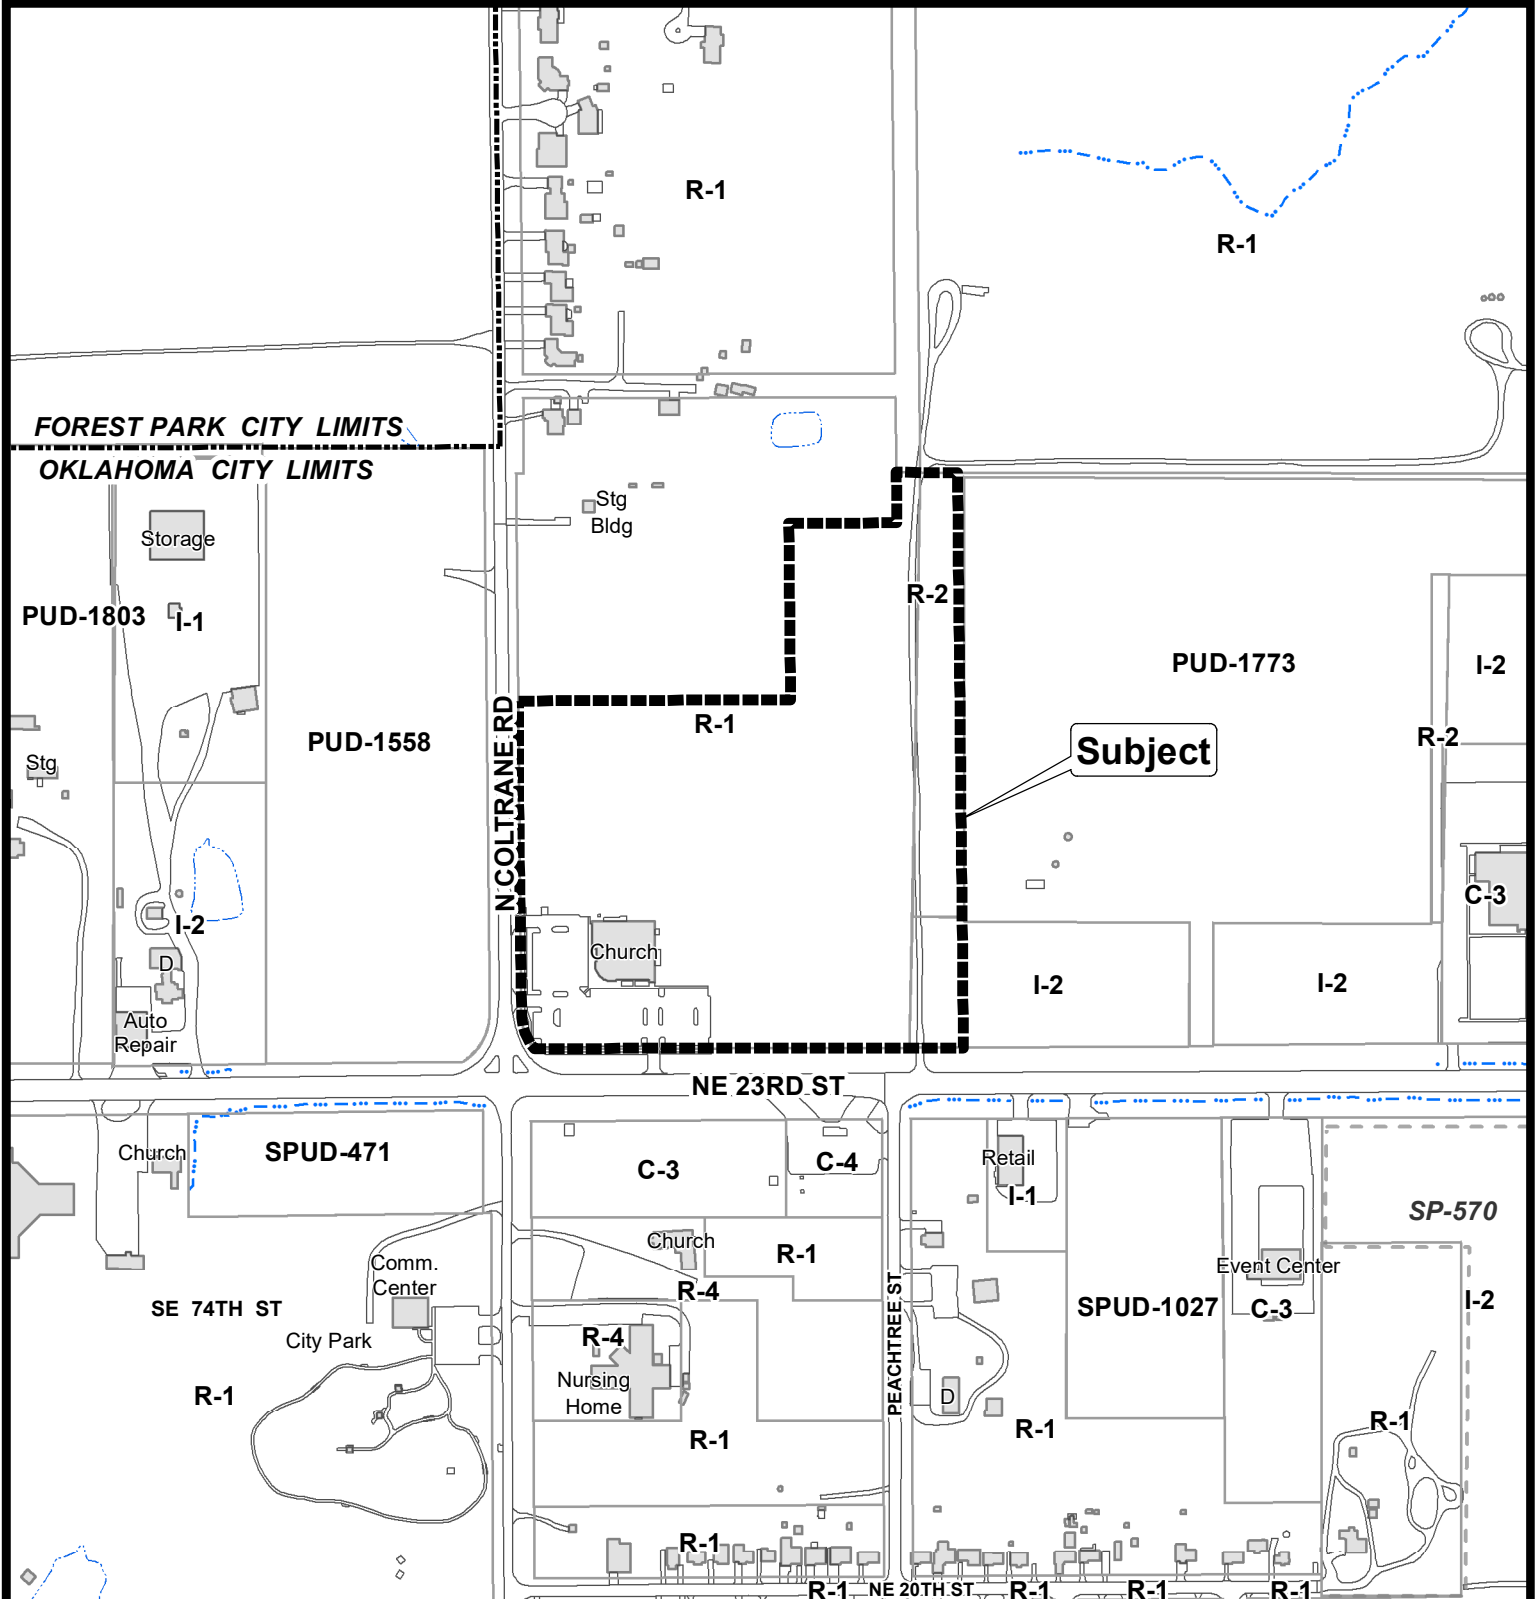 R-1
R-1
FOREST PARK CITY LIMITS
OKLAHOMA CITY LIMITS
Stg
Bldg
Storage
R-2
PUD-1803
I-1
PUD-1773
I-2
R-1
R-2
PUD-1558
Subject
Stg
N COLTRANE RD
C-3
I-2
Church
D
I-2
I-2
Auto
Repair
NE 23RD ST
Church
SPUD-471
C-3
C-4
Retail
I-1
SP-570
Church
R-1
Comm.
Center
Event Center
R-4
SE 74TH ST
SPUD-1027
C-3
I-2
City Park
R-4
PEACHTREE ST
Nursing
Home
R-1
D
R-1
R-1
R-1
R-1
R-1
NE 20TH ST
R-1
R-1
R-1